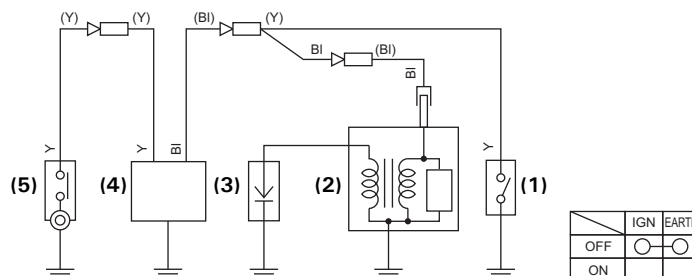 (Y) (Y) (Bl) (Y)
Bl (Bl)
Bl
Y Y Bl Y
(5) (4) (3) (2) (1)
IGN EARTH
OFF
ON